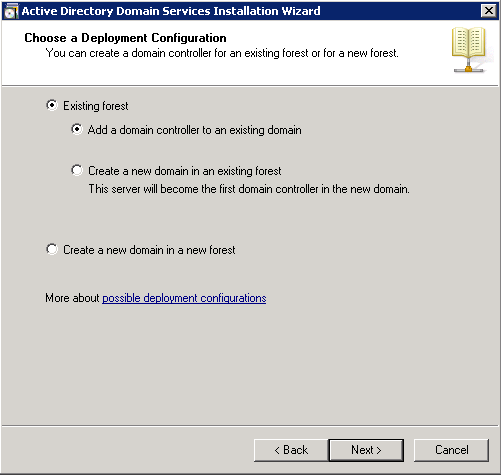 Active Directory Domain Services Installation Wizard
Choose a Deployment Configuration
You can create a domain controller for an existing forest or for a new forest.
Existing forest
Add a domain controller to an existing domain
Create a new domain in an existing forest
This server will become the first domain controller in the new domain.
Create a new domain in a new forest
More about possible deployment configurations
< Back
Next >
Cancel